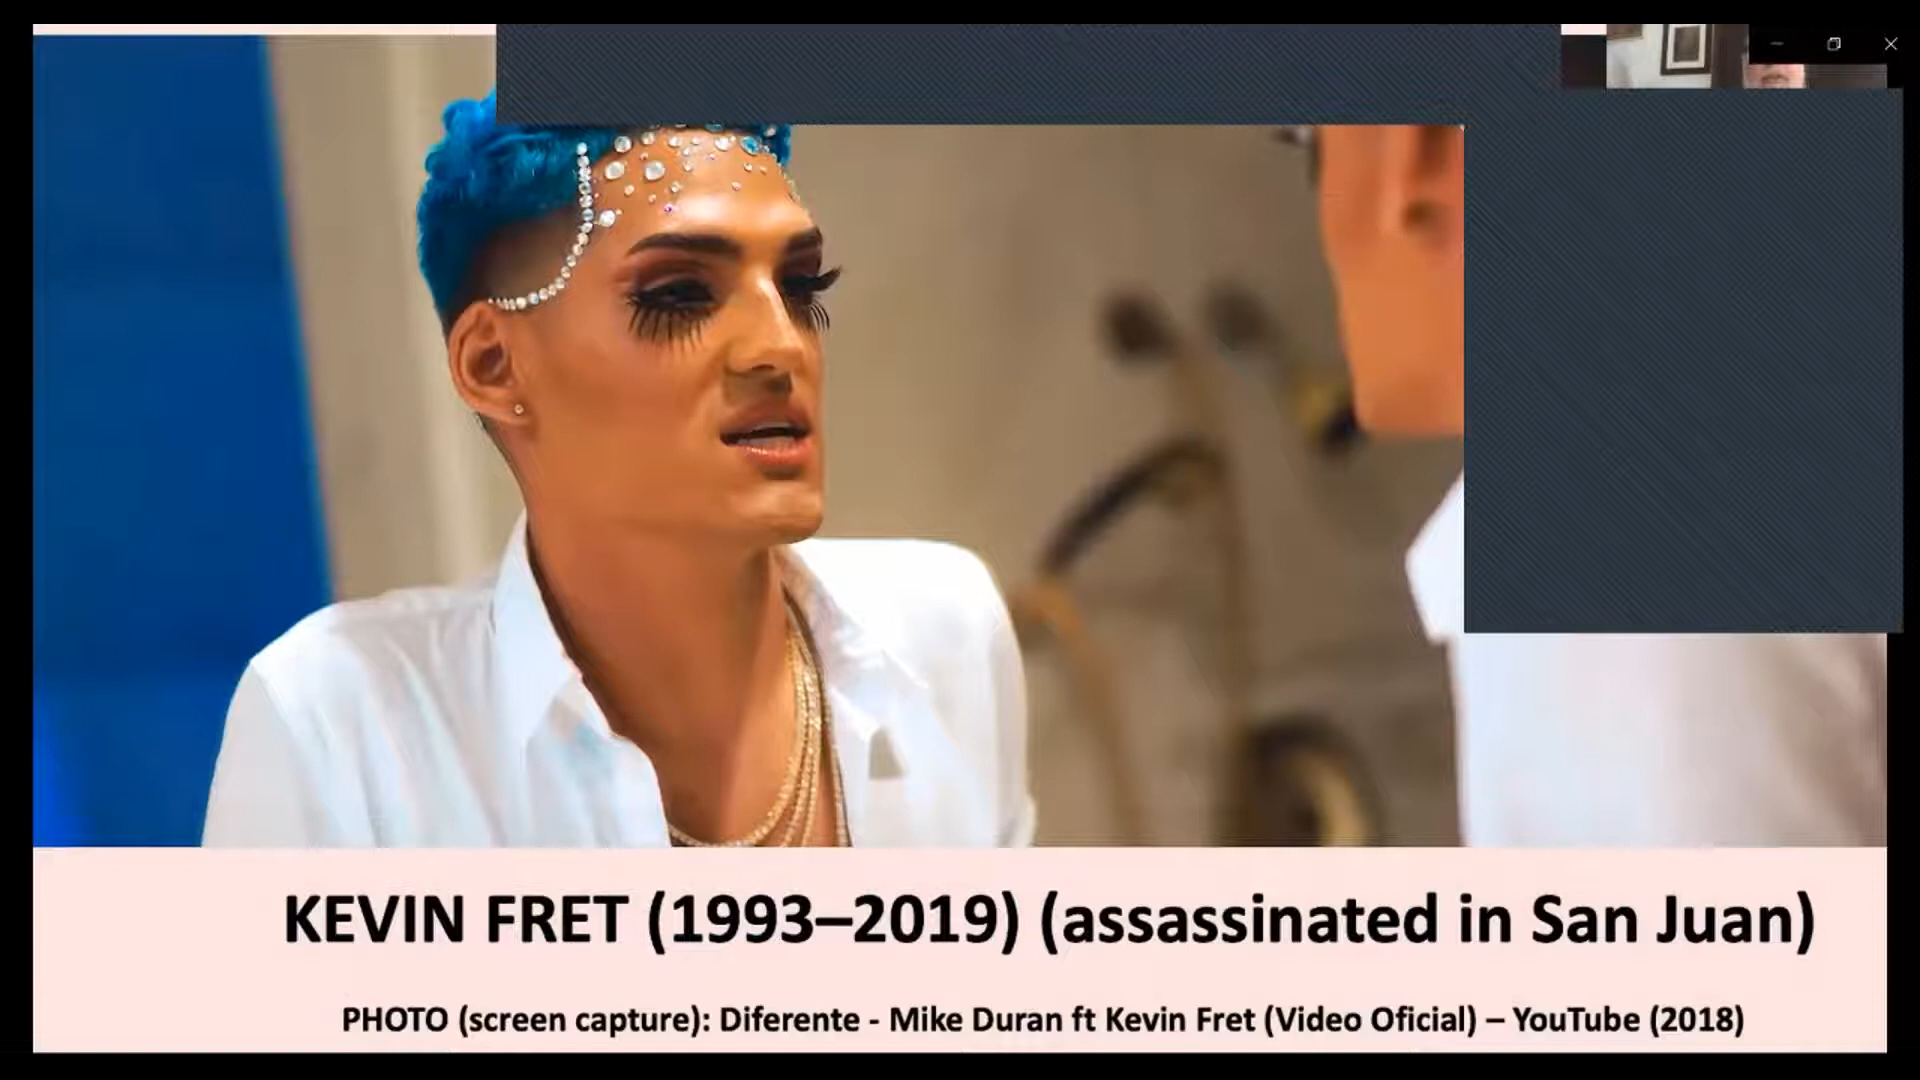 KEVIN FRET (1993–2019) (assassinated in San Juan)
PHOTO (screen capture): Diferente - Mike Duran ft Kevin Fret (Video Oficial) – YouTube (2018)